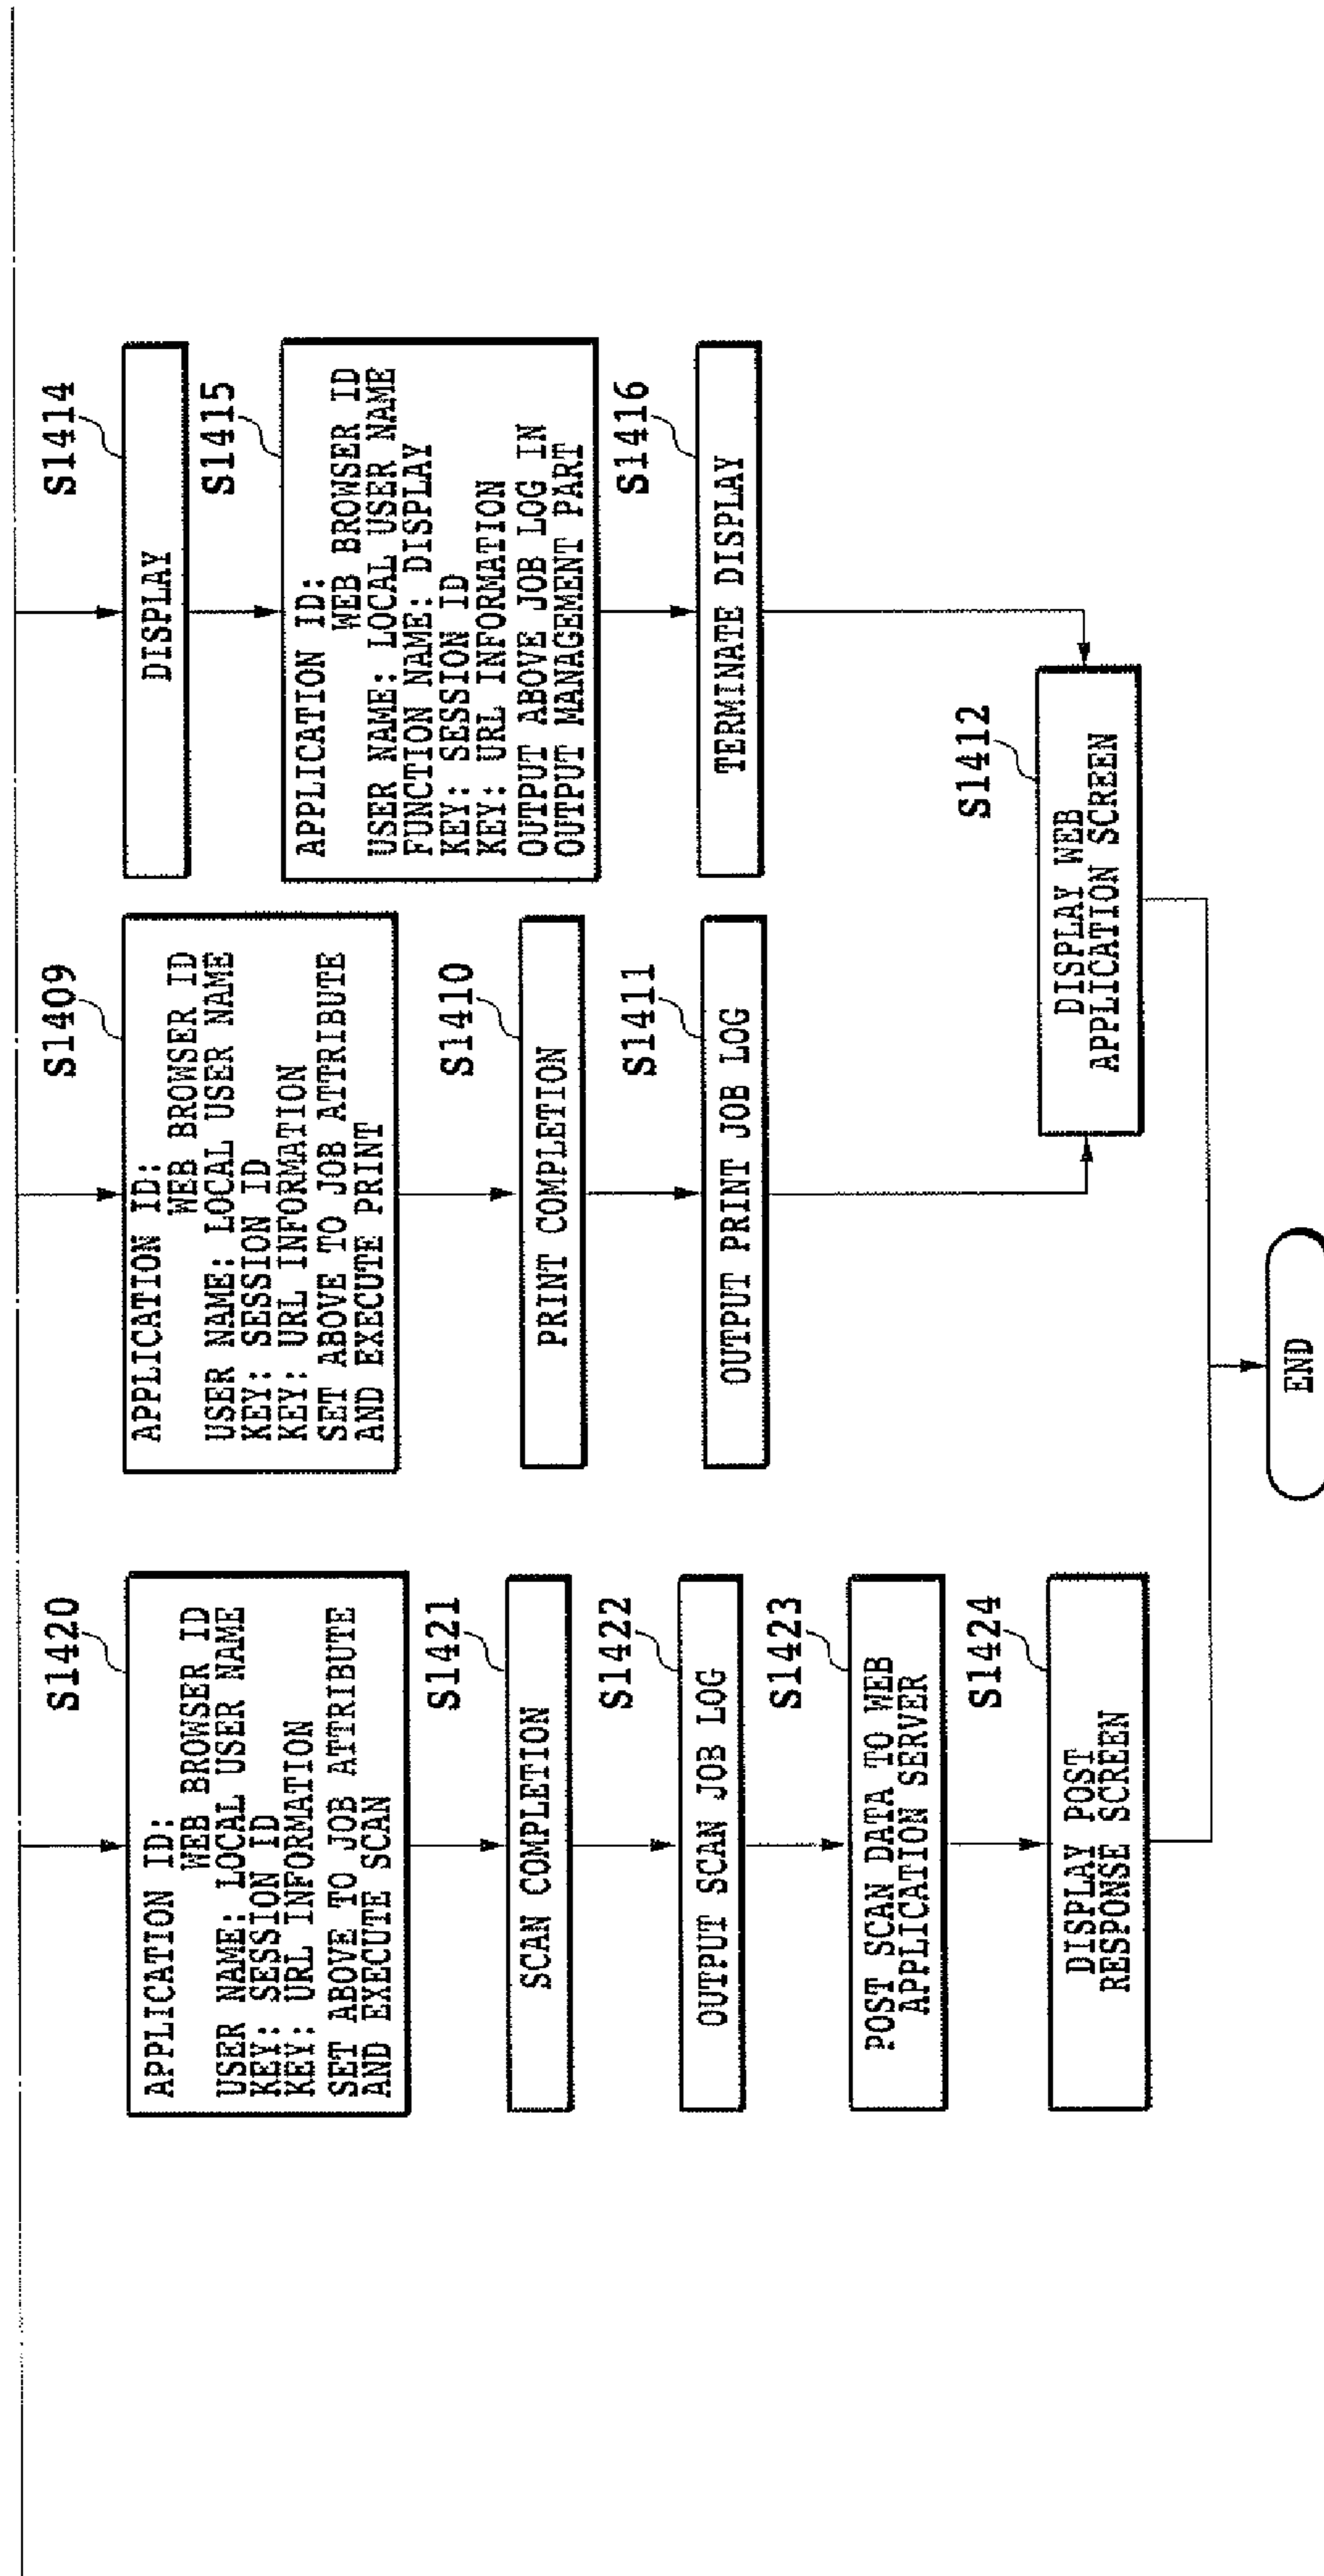 S1420
APPLICATION ID:
WEB BROWSER ID
USER NAME: LOCAL USER NAME
KEY: SESSION ID
KEY: URL INFORMATION
SET ABOVE TO JOB ATTRIBUTE
AND EXECUTE SCAN
S1421
SCAN COMPLETION
S1422
OUTPUT SCAN JOB LOG
S1423
POST SCAN DATA TO WEB
APPLICATION SERVER
S1424
DISPLAY POST
RESPONSE SCREEN
S1409
APPLICATION ID:
WEB BROWSER ID
USER NAME: LOCAL USER NAME
KEY: SESSION ID
KEY: URL INFORMATION
SET ABOVE TO JOB ATTRIBUTE
AND EXECUTE PRINT
S1410
PRINT COMPLETION
S1411
OUTPUT PRINT JOB LOG
S1414
DISPLAY
S1415
APPLICATION ID:
WEB BROWSER ID
USER NAME: LOCAL USER NAME
FUNCTION NAME: DISPLAY
KEY: SESSION ID
KEY: URL INFORMATION
OUTPUT ABOVE JOB LOG IN
OUTPUT MANAGEMENT PART
S1416
TERMINATE DISPLAY
S1412
DISPLAY WEB
APPLICATION SCREEN
END